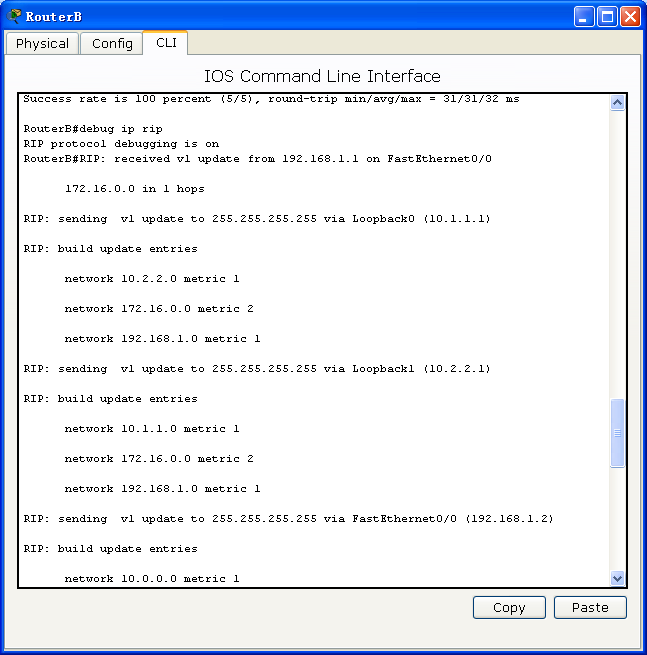 RouterB
Physical
Config
CLI
IOS Command Line Interface
Success rate is 100 percent (5/5), round-trip min/avg/max = 31/31/32 ms
RouterB#debug ip rip
RIP protocol debugging is on
RouterB#RIP: received v1 update from 192.168.1.1 on FastEthernet0/0
172.16.0.0 in 1 hops
RIP: sending  v1 update to 255.255.255.255 via Loopback0 (10.1.1.1)
RIP: build update entries
network 10.2.2.0 metric 1
network 172.16.0.0 metric 2
network 192.168.1.0 metric 1
RIP: sending  v1 update to 255.255.255.255 via Loopback1 (10.2.2.1)
RIP: build update entries
network 10.1.1.0 metric 1
network 172.16.0.0 metric 2
network 192.168.1.0 metric 1
RIP: sending  v1 update to 255.255.255.255 via FastEthernet0/0 (192.168.1.2)
RIP: build update entries
network 10.0.0.0 metric 1
Copy
Paste